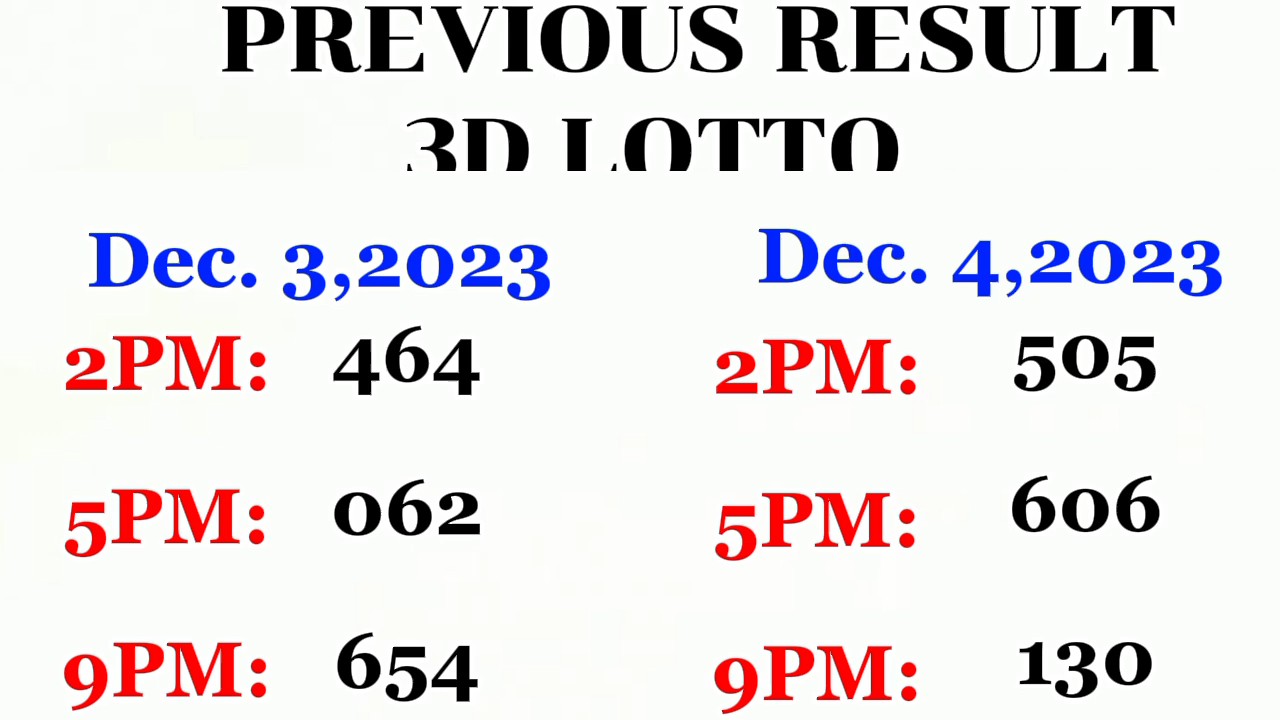 PREVIOUS RESULT
3D LOTTO
Dec. 3,2023
2PM: 464
5PM: 062
9PM: 654
Dec. 4,2023
2PM: 505
5PM: 606
9PM: 130